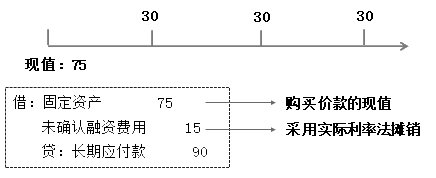 30 30 30
现值：75
借：固定资产 75 购买价款的现值
未确认融资费用 15 采用实际利率法摊销
贷：长期应付款 90